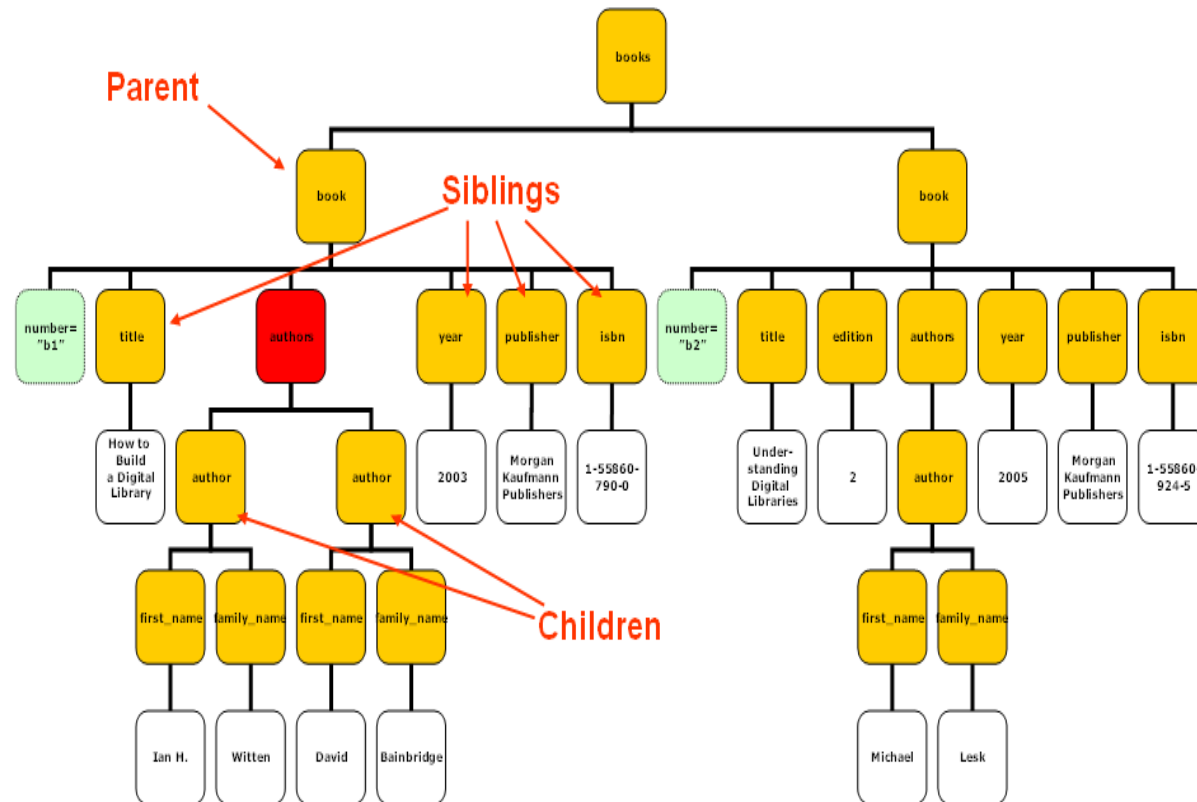 books
Parent
book
book
Siblings
number=
"b1"
title
authors
year
publisher
isbn
number=
"b2"
title
edition
authors
year
publisher
isbn
How to
Build
a Digital
Library
author
author
2003
Morgan
Kaufmann
Publishers
1-55860-
790-0
Under-
standing
Digital
Libraries
2
author
2005
Morgan
Kaufmann
Publishers
1-55860-
924-5
first_name
family_name
first_name
family_name
Children
first_name
family_name
Ian H.
Witten
David
Bainbridge
Michael
Lesk